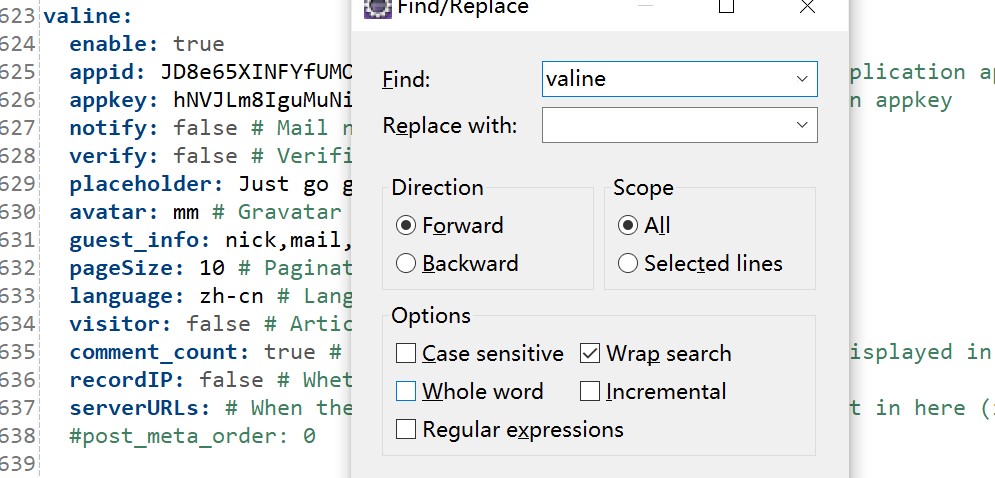 Find/Replace
623 valine:
624 enable: true
625 appid: JD8e65XINFYfUMO
626 appkey: hNVJLm8IguMuNi
627 notify: false # Mail n
628 verify: false # Verifi
629 placeholder: Just go g
630 avatar: mm # Gravatar
631 guest_info: nick,mail,
632 pageSize: 10 # Paginat
633 language: zh-cn # Lang
634 visitor: false # Artic
635 comment_count: true #
636 recordIP: false # Whet
637 serverURLs: # When the
638 #post_meta_order: 0
639
Find: valine
Replace with:
Direction
Forward
Backward
Scope
All
Selected lines
Options
Case sensitive
Wrap search
Whole word
Incremental
Regular expressions
plication ap
n appkey
isplayed in
t in here (